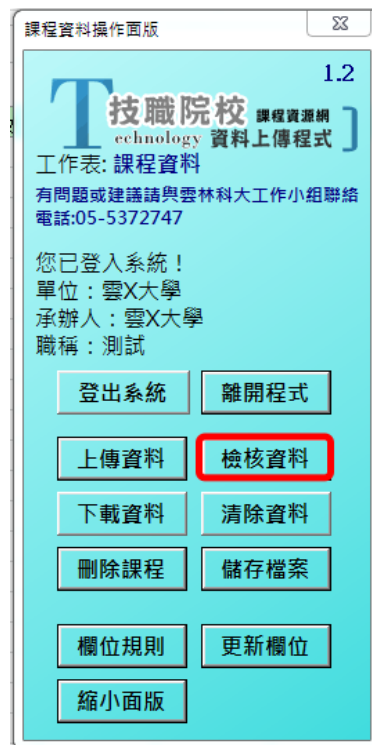 課程資料操作面版
1.2
技職院校 課程資源網
Technology 資料上傳程式
工作表: 課程資料
有問題或建議請與雲林科大工作小組聯絡
電話:05-5372747
您已登入系統！
單位：雲X大學
承辦人：雲X大學
職稱：測試
登出系統 離開程式
上傳資料 檢核資料
下載資料 清除資料
刪除課程 儲存檔案
欄位規則 更新欄位
縮小面版